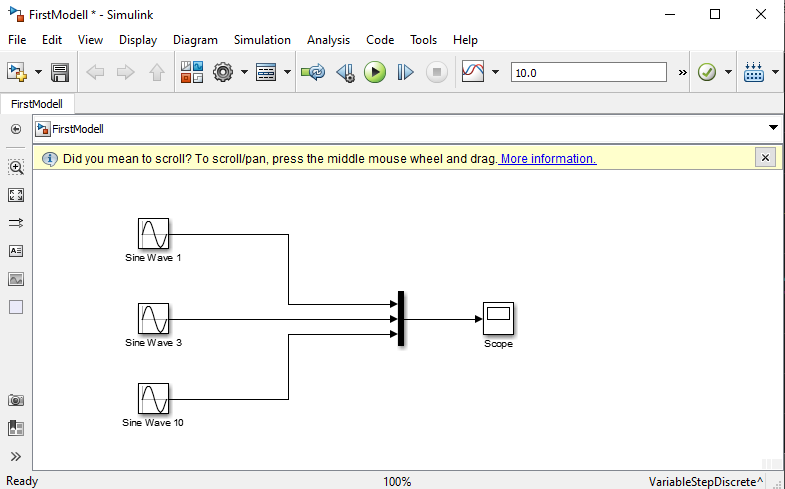 FirstModell * - Simulink
File Edit View Display Diagram Simulation Analysis Code Tools Help
10.0
»
FirstModell
FirstModell
Did you mean to scroll? To scroll/pan, press the middle mouse wheel and drag. More information.
Sine Wave 1
Sine Wave 3
Scope
Sine Wave 10
Ready 100% VariableStepDiscrete^